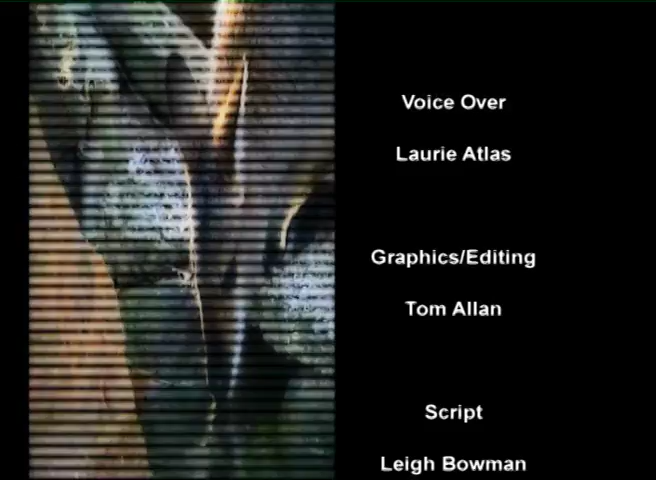 Voice Over
Laurie Atlas
Graphics/Editing
Tom Allan
Script
Leigh Bowman